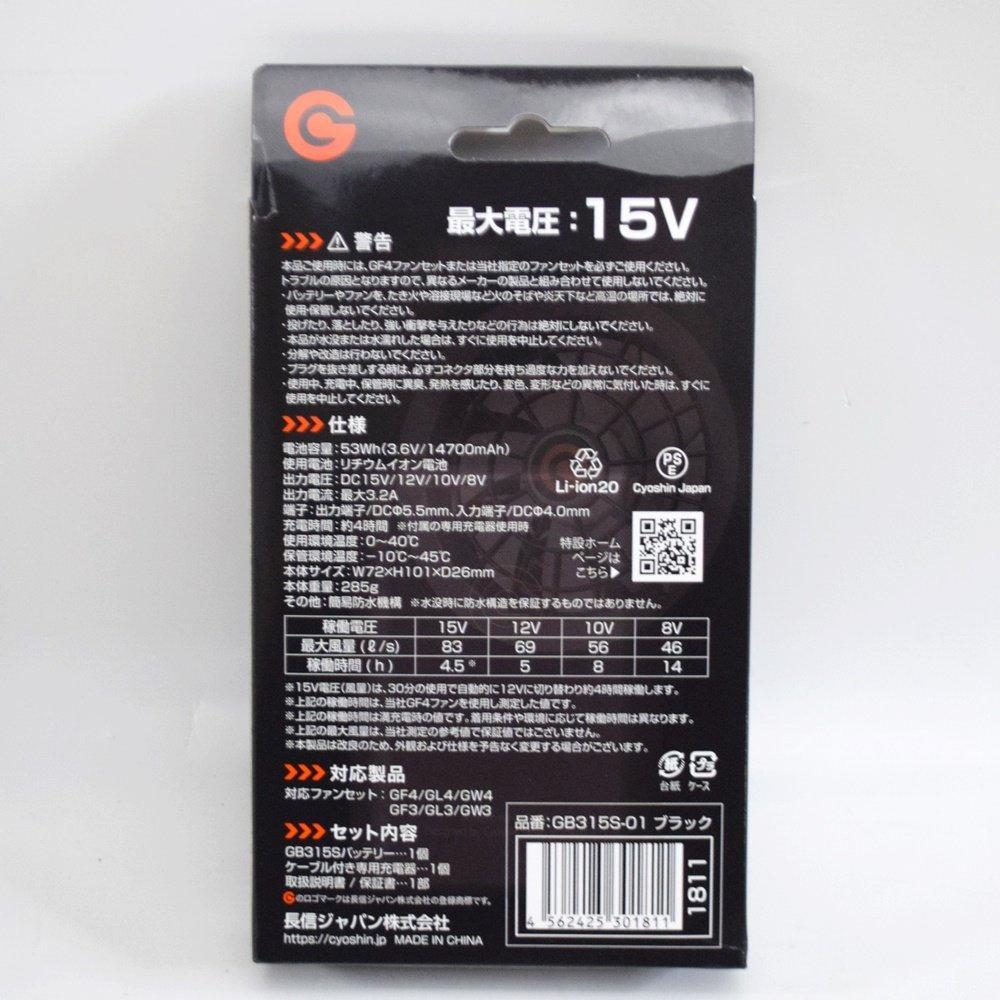 最大電圧：15V
⚠ 警告
本品ご使用時には、GF4ファンセットまたは当社指定のファンセットを必ずご使用ください。
トラブルの原因となりますので、異なるメーカーの製品と組み合わせて使用しないでください。
・バッテリーやファンを、たき火や溶接現場など火のそばや炎天下など高温の場所では、絶対に
使用・保管しないでください。
・投げたり、落としたり、強い衝撃を与えたりなどの行為は絶対にしないでください。
・本品が水没または水濡れした場合は、すぐに使用を中止してください。
・分解や改造は行わないでください。
・プラグを抜き差しする時は、必ずコネクタ部分を持ち過度な力を加えないでください。
・使用中、充電中、保管時に異臭、発熱を感じたり、変色、変形などの異常に気付いた時は、すぐに
使用を中止してください。
仕様
電池容量：53Wh(3.6V/14700mAh)
使用電池：リチウムイオン電池
出力電圧：DC15V/12V/10V/8V
出力電流：最大3.2A
端子：出力端子/DCΦ5.5mm、入力端子/DCΦ4.0mm
充電時間：約4時間 ※付属の専用充電器使用時
使用環境温度：0～40℃
保管環境温度：−10℃～45℃
本体サイズ：W72×H101×D26mm
本体重量：285g
その他：簡易防水機構 ※水没時に防水構造を保証するものではありません。
Li-ion20
PS
E
Cyoshin Japan
特設ホーム
ページは
こちら▶
稼働電圧 15V 12V 10V 8V
最大風量(ℓ/s) 83 69 56 46
稼働時間(h) 4.5※ 5 8 14
※15V電圧(風量)は、30分の使用で自動的に12Vに切り替わり約4時間稼働します。
※上記の稼働時間は、当社GF4ファンを使用し測定した値です。
※上記の稼働時間は満充電時の値です。着用条件や環境に応じて稼働時間は異なります。
※上記の最大風量は、当社測定の参考値で保証値ではございません。
※本製品は改良のため、外観および仕様を予告なく変更する場合がございます。
紙
台紙
プラ
ケース
対応製品
対応ファンセット：GF4/GL4/GW4
GF3/GL3/GW3
セット内容
GB315Sバッテリー…1個
ケーブル付き専用充電器…1個
取扱説明書 / 保証書…1部
のロゴマークは長信ジャパン株式会社の登録商標です。
長信ジャパン株式会社
https://cyoshin.jp MADE IN CHINA
品番：GB315S-01 ブラック
4 562425 301811
1811